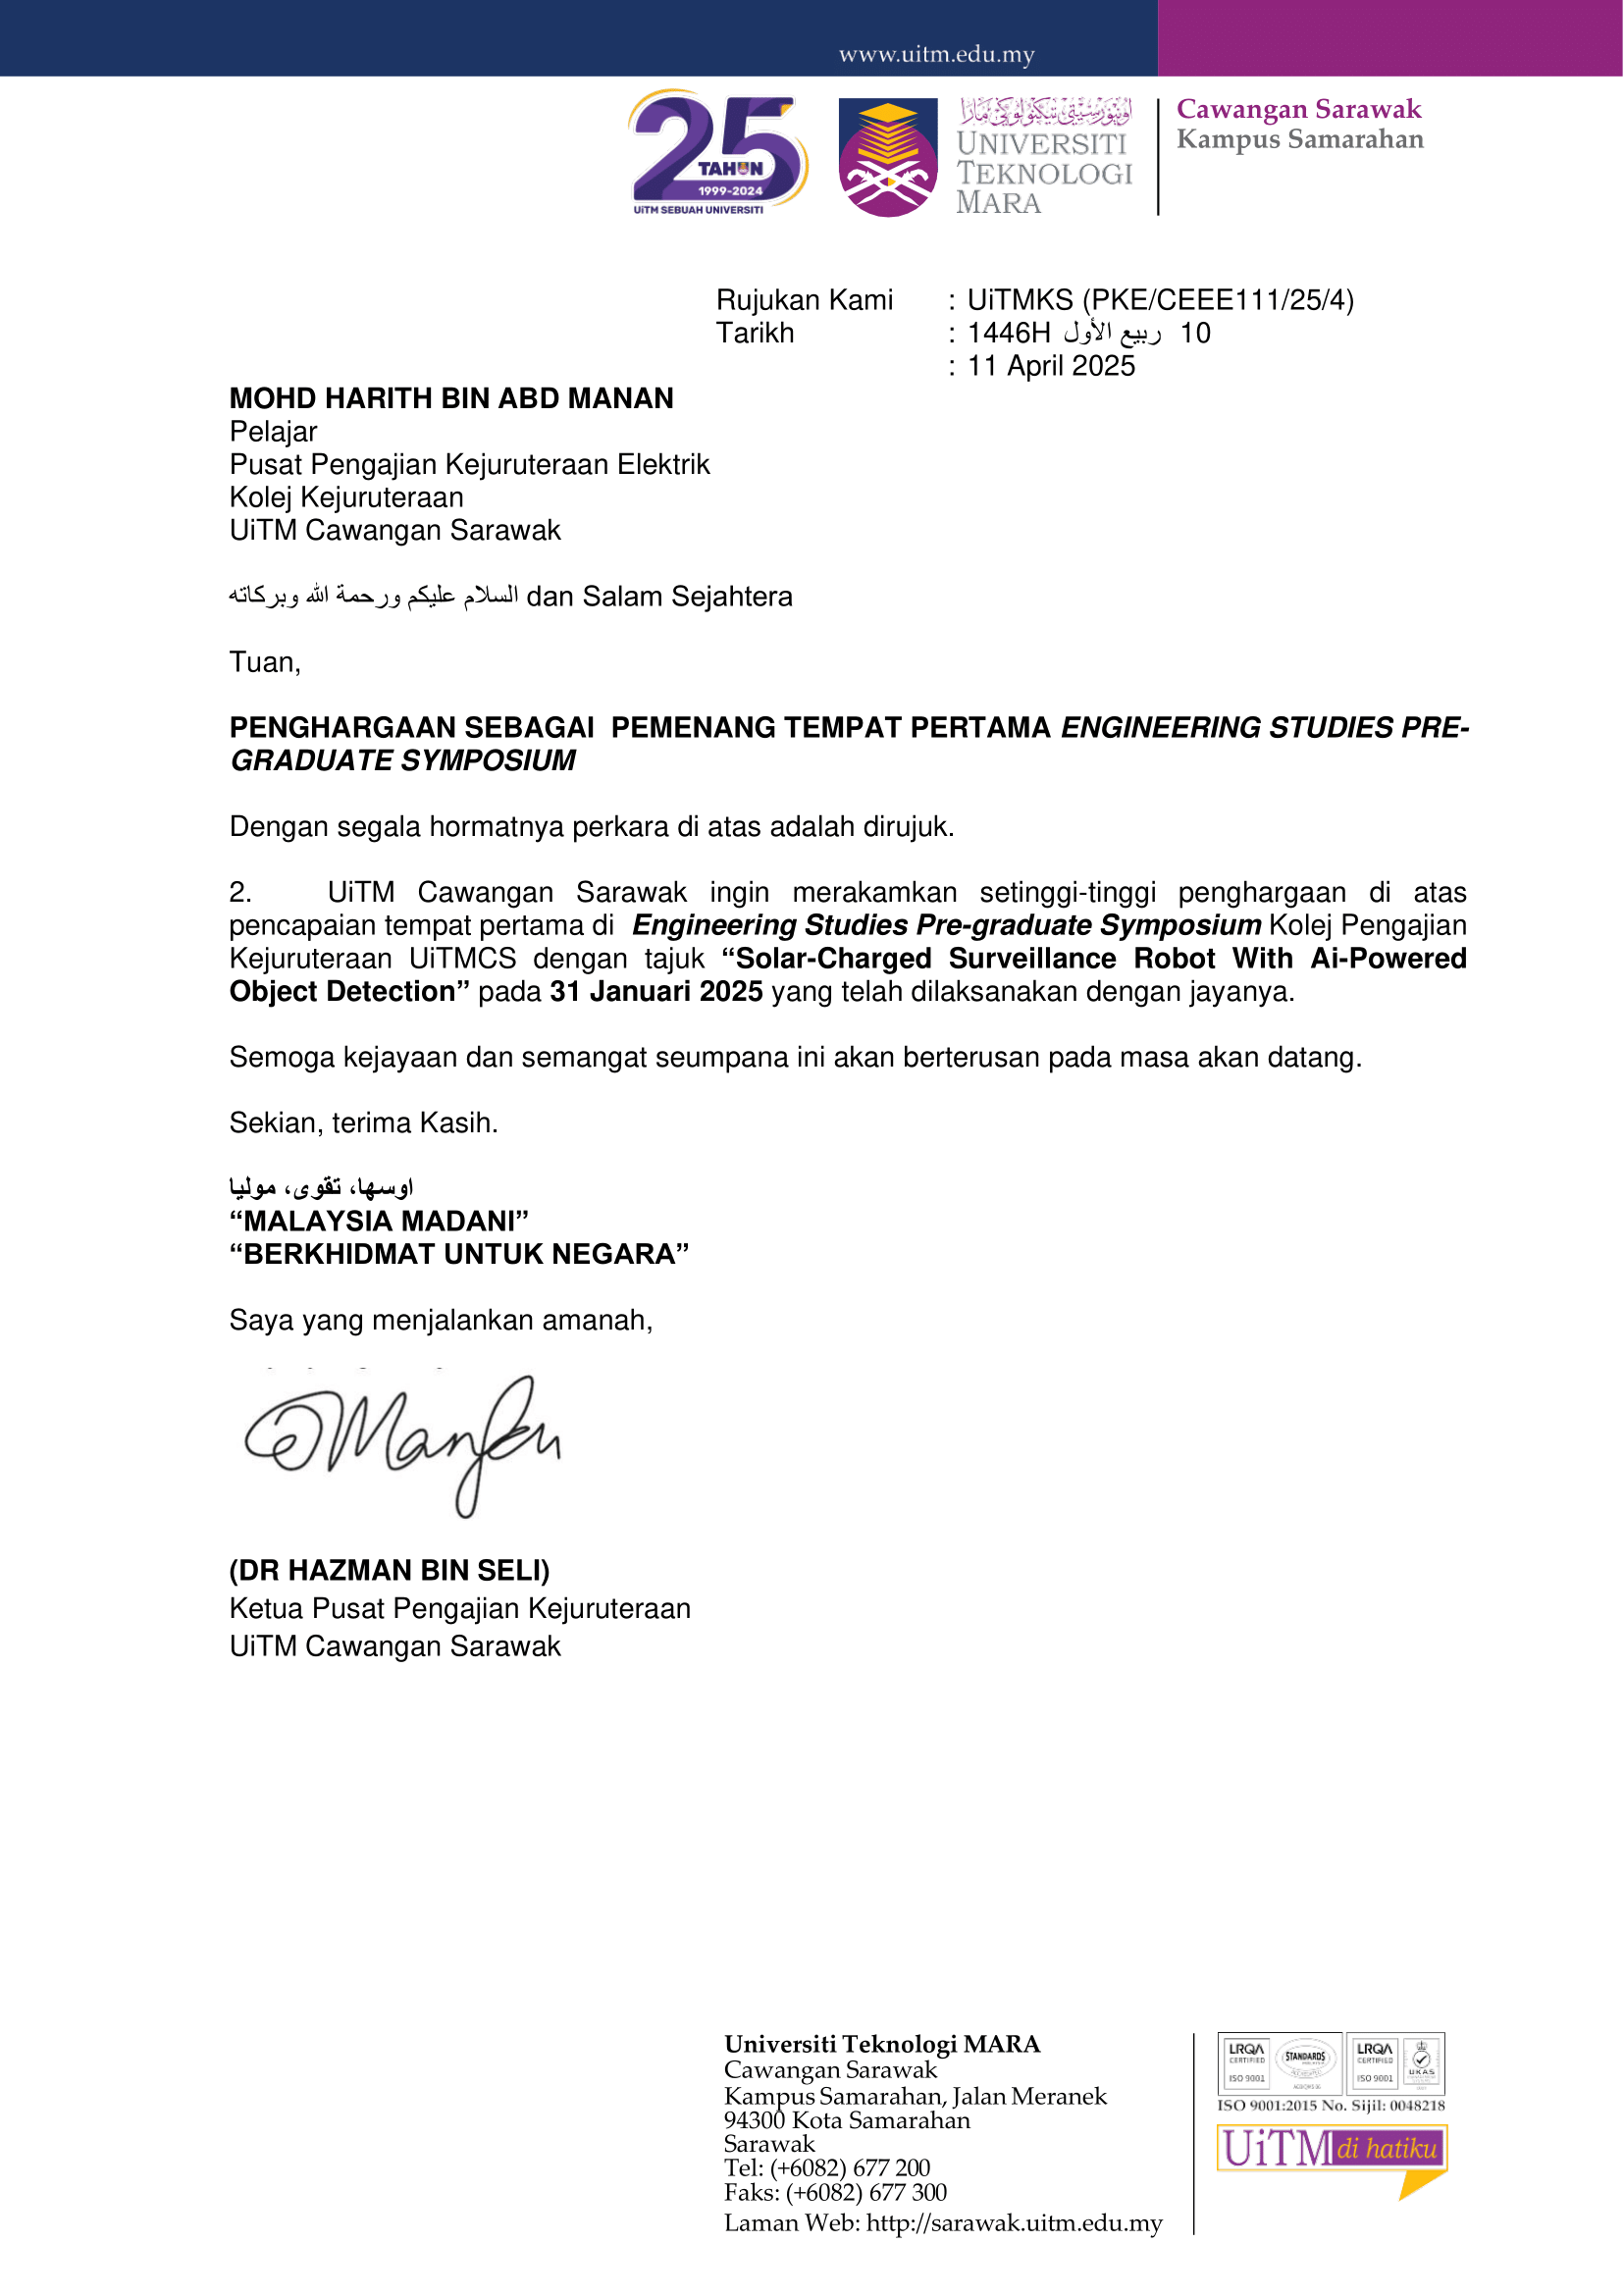 www.uitm.edu.my
25
TAHUN
1999-2024
UiTM SEBUAH UNIVERSITI
اونيۏرسيتي تيكنولوݢي مارا
UNIVERSITI
TEKNOLOGI
MARA
Cawangan Sarawak
Kampus Samarahan
Rujukan Kami : UiTMKS (PKE/CEEE111/25/4)
Tarikh : 1446H ربيع الأول 10
: 11 April 2025
MOHD HARITH BIN ABD MANAN
Pelajar
Pusat Pengajian Kejuruteraan Elektrik
Kolej Kejuruteraan
UiTM Cawangan Sarawak
السلام عليكم ورحمة الله وبركاته dan Salam Sejahtera
Tuan,
PENGHARGAAN SEBAGAI PEMENANG TEMPAT PERTAMA ENGINEERING STUDIES PRE-
GRADUATE SYMPOSIUM
Dengan segala hormatnya perkara di atas adalah dirujuk.
2. UiTM Cawangan Sarawak ingin merakamkan setinggi-tinggi penghargaan di atas
pencapaian tempat pertama di Engineering Studies Pre-graduate Symposium Kolej Pengajian
Kejuruteraan UiTMCS dengan tajuk “Solar-Charged Surveillance Robot With Ai-Powered
Object Detection” pada 31 Januari 2025 yang telah dilaksanakan dengan jayanya.
Semoga kejayaan dan semangat seumpana ini akan berterusan pada masa akan datang.
Sekian, terima Kasih.
اوسها، تقوى، موليا
“MALAYSIA MADANI”
“BERKHIDMAT UNTUK NEGARA”
Saya yang menjalankan amanah,
(DR HAZMAN BIN SELI)
Ketua Pusat Pengajian Kejuruteraan
UiTM Cawangan Sarawak
Universiti Teknologi MARA
Cawangan Sarawak
Kampus Samarahan, Jalan Meranek
94300 Kota Samarahan
Sarawak
Tel: (+6082) 677 200
Faks: (+6082) 677 300
Laman Web: http://sarawak.uitm.edu.my
LRQA CERTIFIED ISO 9001
STANDARDS
LRQA CERTIFIED ISO 9001
UKAS
ISO 9001:2015 No. Sijil: 0048218
UiTM di hatiku